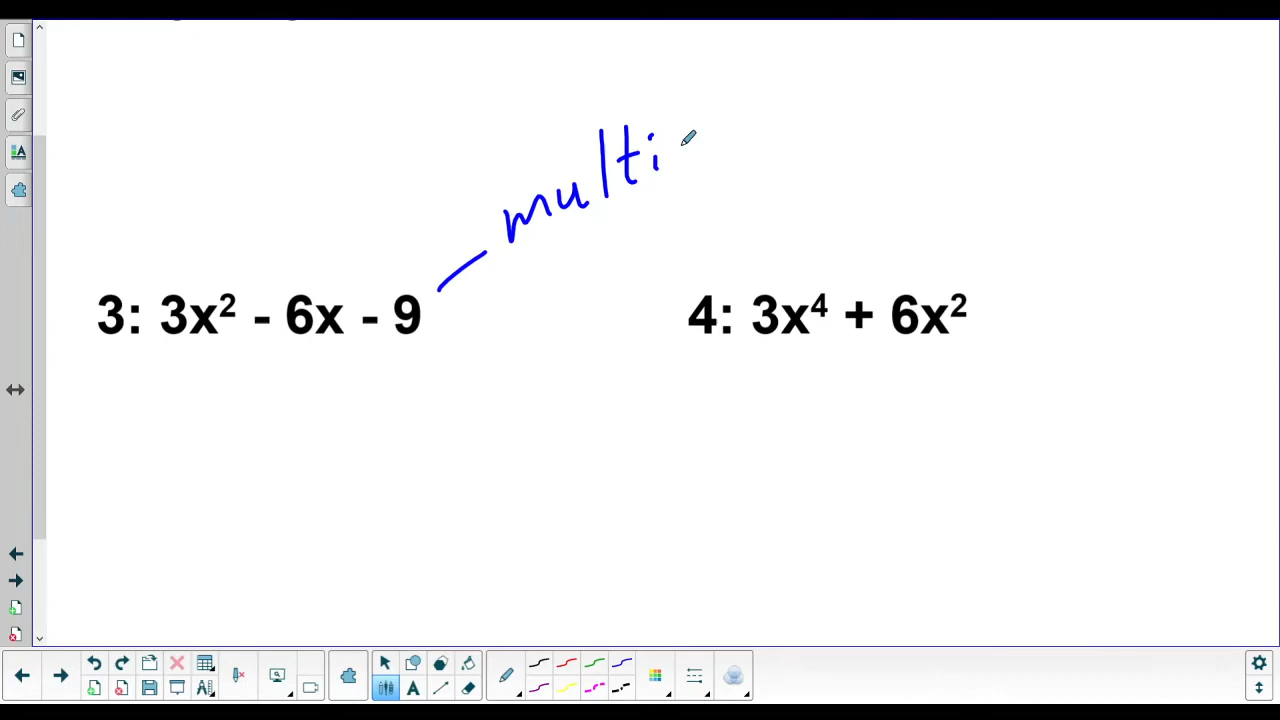 multi
3: 3x² - 6x - 9
4: 3x⁴ + 6x²